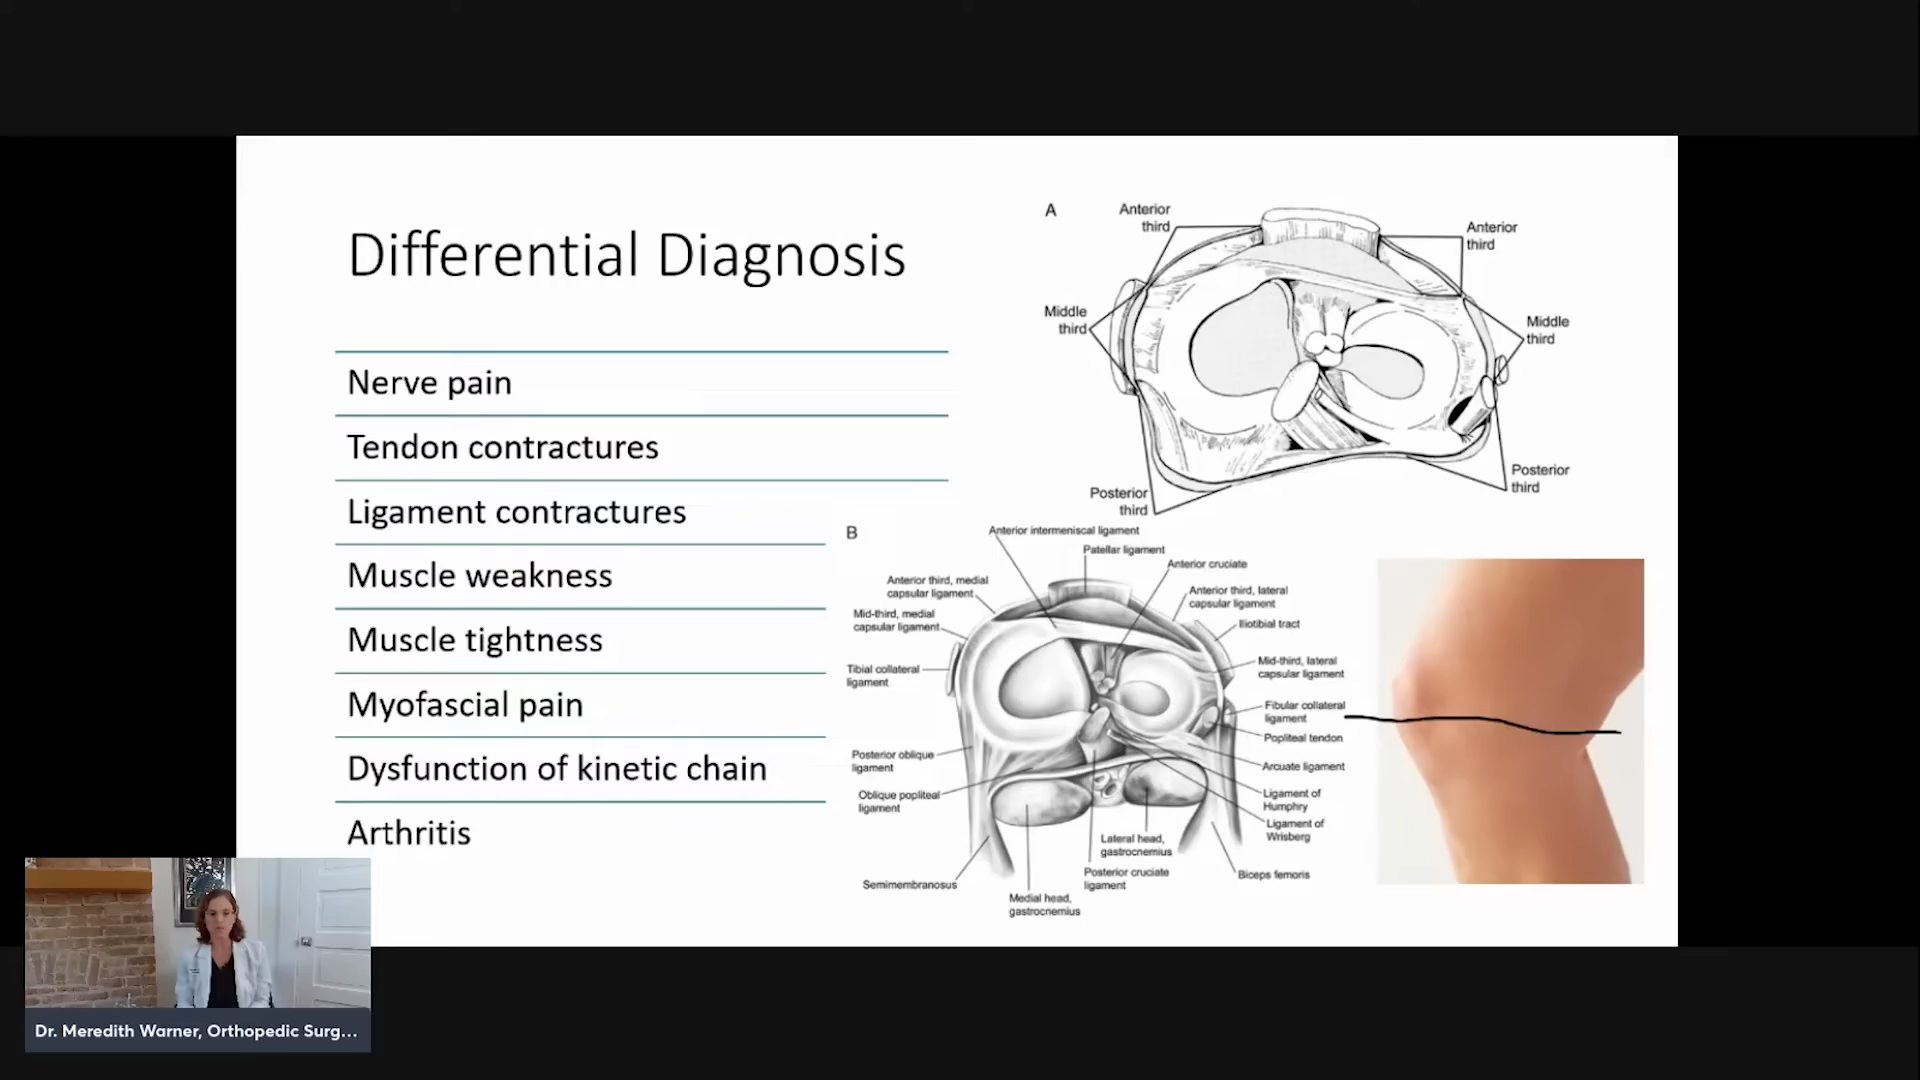 Differential Diagnosis
Nerve pain
Tendon contractures
Ligament contractures
Muscle weakness
Muscle tightness
Myofascial pain
Dysfunction of kinetic chain
Arthritis
A
Anterior
third
Anterior
third
Middle
third
Middle
third
Posterior
third
Posterior
third
B
Anterior intermeniscal ligament
Patellar ligament
Anterior cruciate
Anterior third, medial
capsular ligament
Anterior third, lateral
capsular ligament
Mid-third, medial
capsular ligament
Iliotibial tract
Tibial collateral
ligament
Mid-third, lateral
capsular ligament
Fibular collateral
ligament
Popliteal tendon
Posterior oblique
ligament
Arcuate ligament
Oblique popliteal
ligament
Ligament of
Humphry
Ligament of
Wrisberg
Lateral head,
gastrocnemius
Posterior cruciate
ligament
Biceps femoris
Semimembranosus
Medial head,
gastrocnemius
Dr. Meredith Warner, Orthopedic Surg...